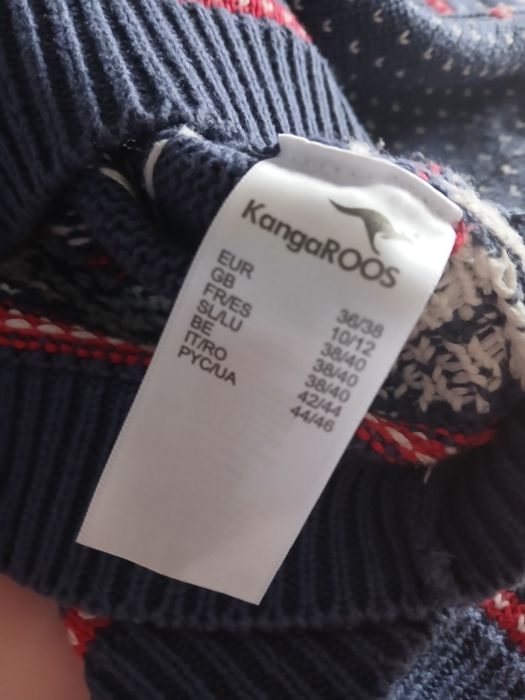 KangaROOS
EUR 36/38
GB 10/12
FR/ES 38/40
SL/LU 38/40
BE 38/40
IT/RO 42/44
PYC/UA 44/46